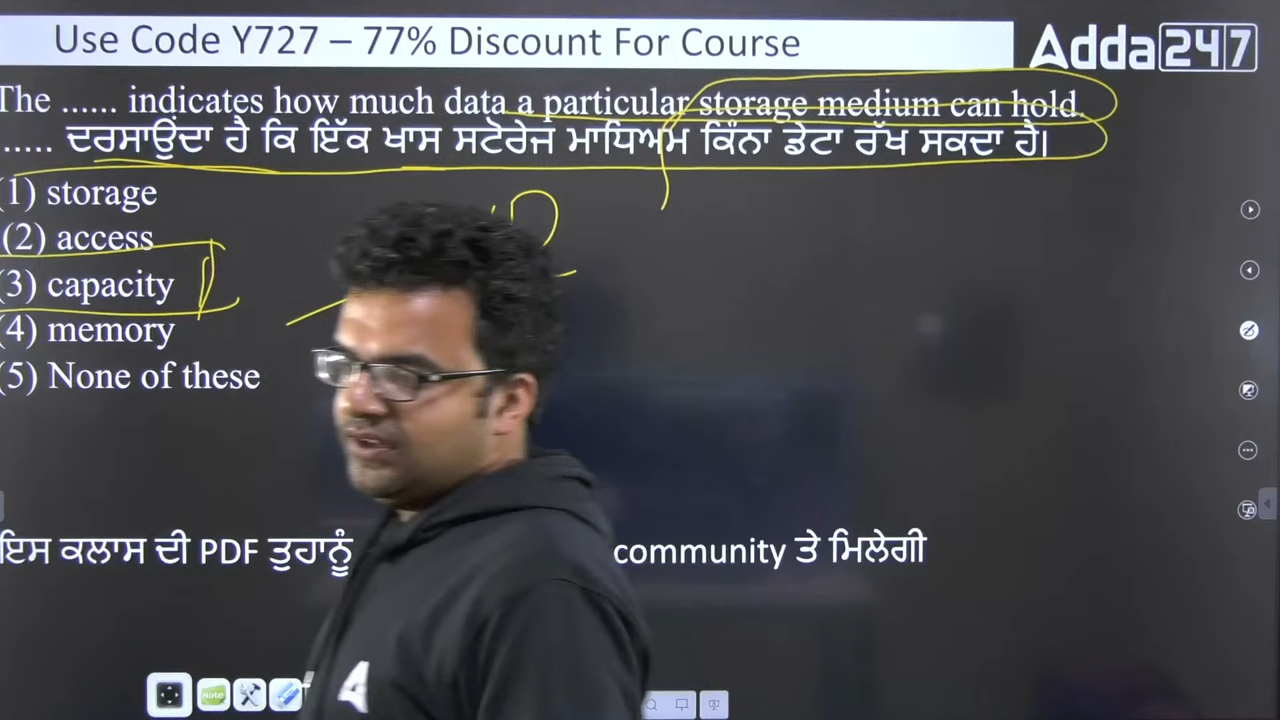 Use Code Y727 – 77% Discount For Course
Adda247
The ...... indicates how much data a particular storage medium can hold.
...... ਦਰਸਾਉਂਦਾ ਹੈ ਕਿ ਇੱਕ ਖਾਸ ਸਟੋਰੇਜ ਮਾਧਿਅਮ ਕਿੰਨਾ ਡੇਟਾ ਰੱਖ ਸਕਦਾ ਹੈ।
(1) storage
(2) access
(3) capacity
(4) memory
(5) None of these
ਇਸ ਕਲਾਸ ਦੀ PDF ਤੁਹਾਨੂੰ community ਤੇ ਮਿਲੇਗੀ
Note